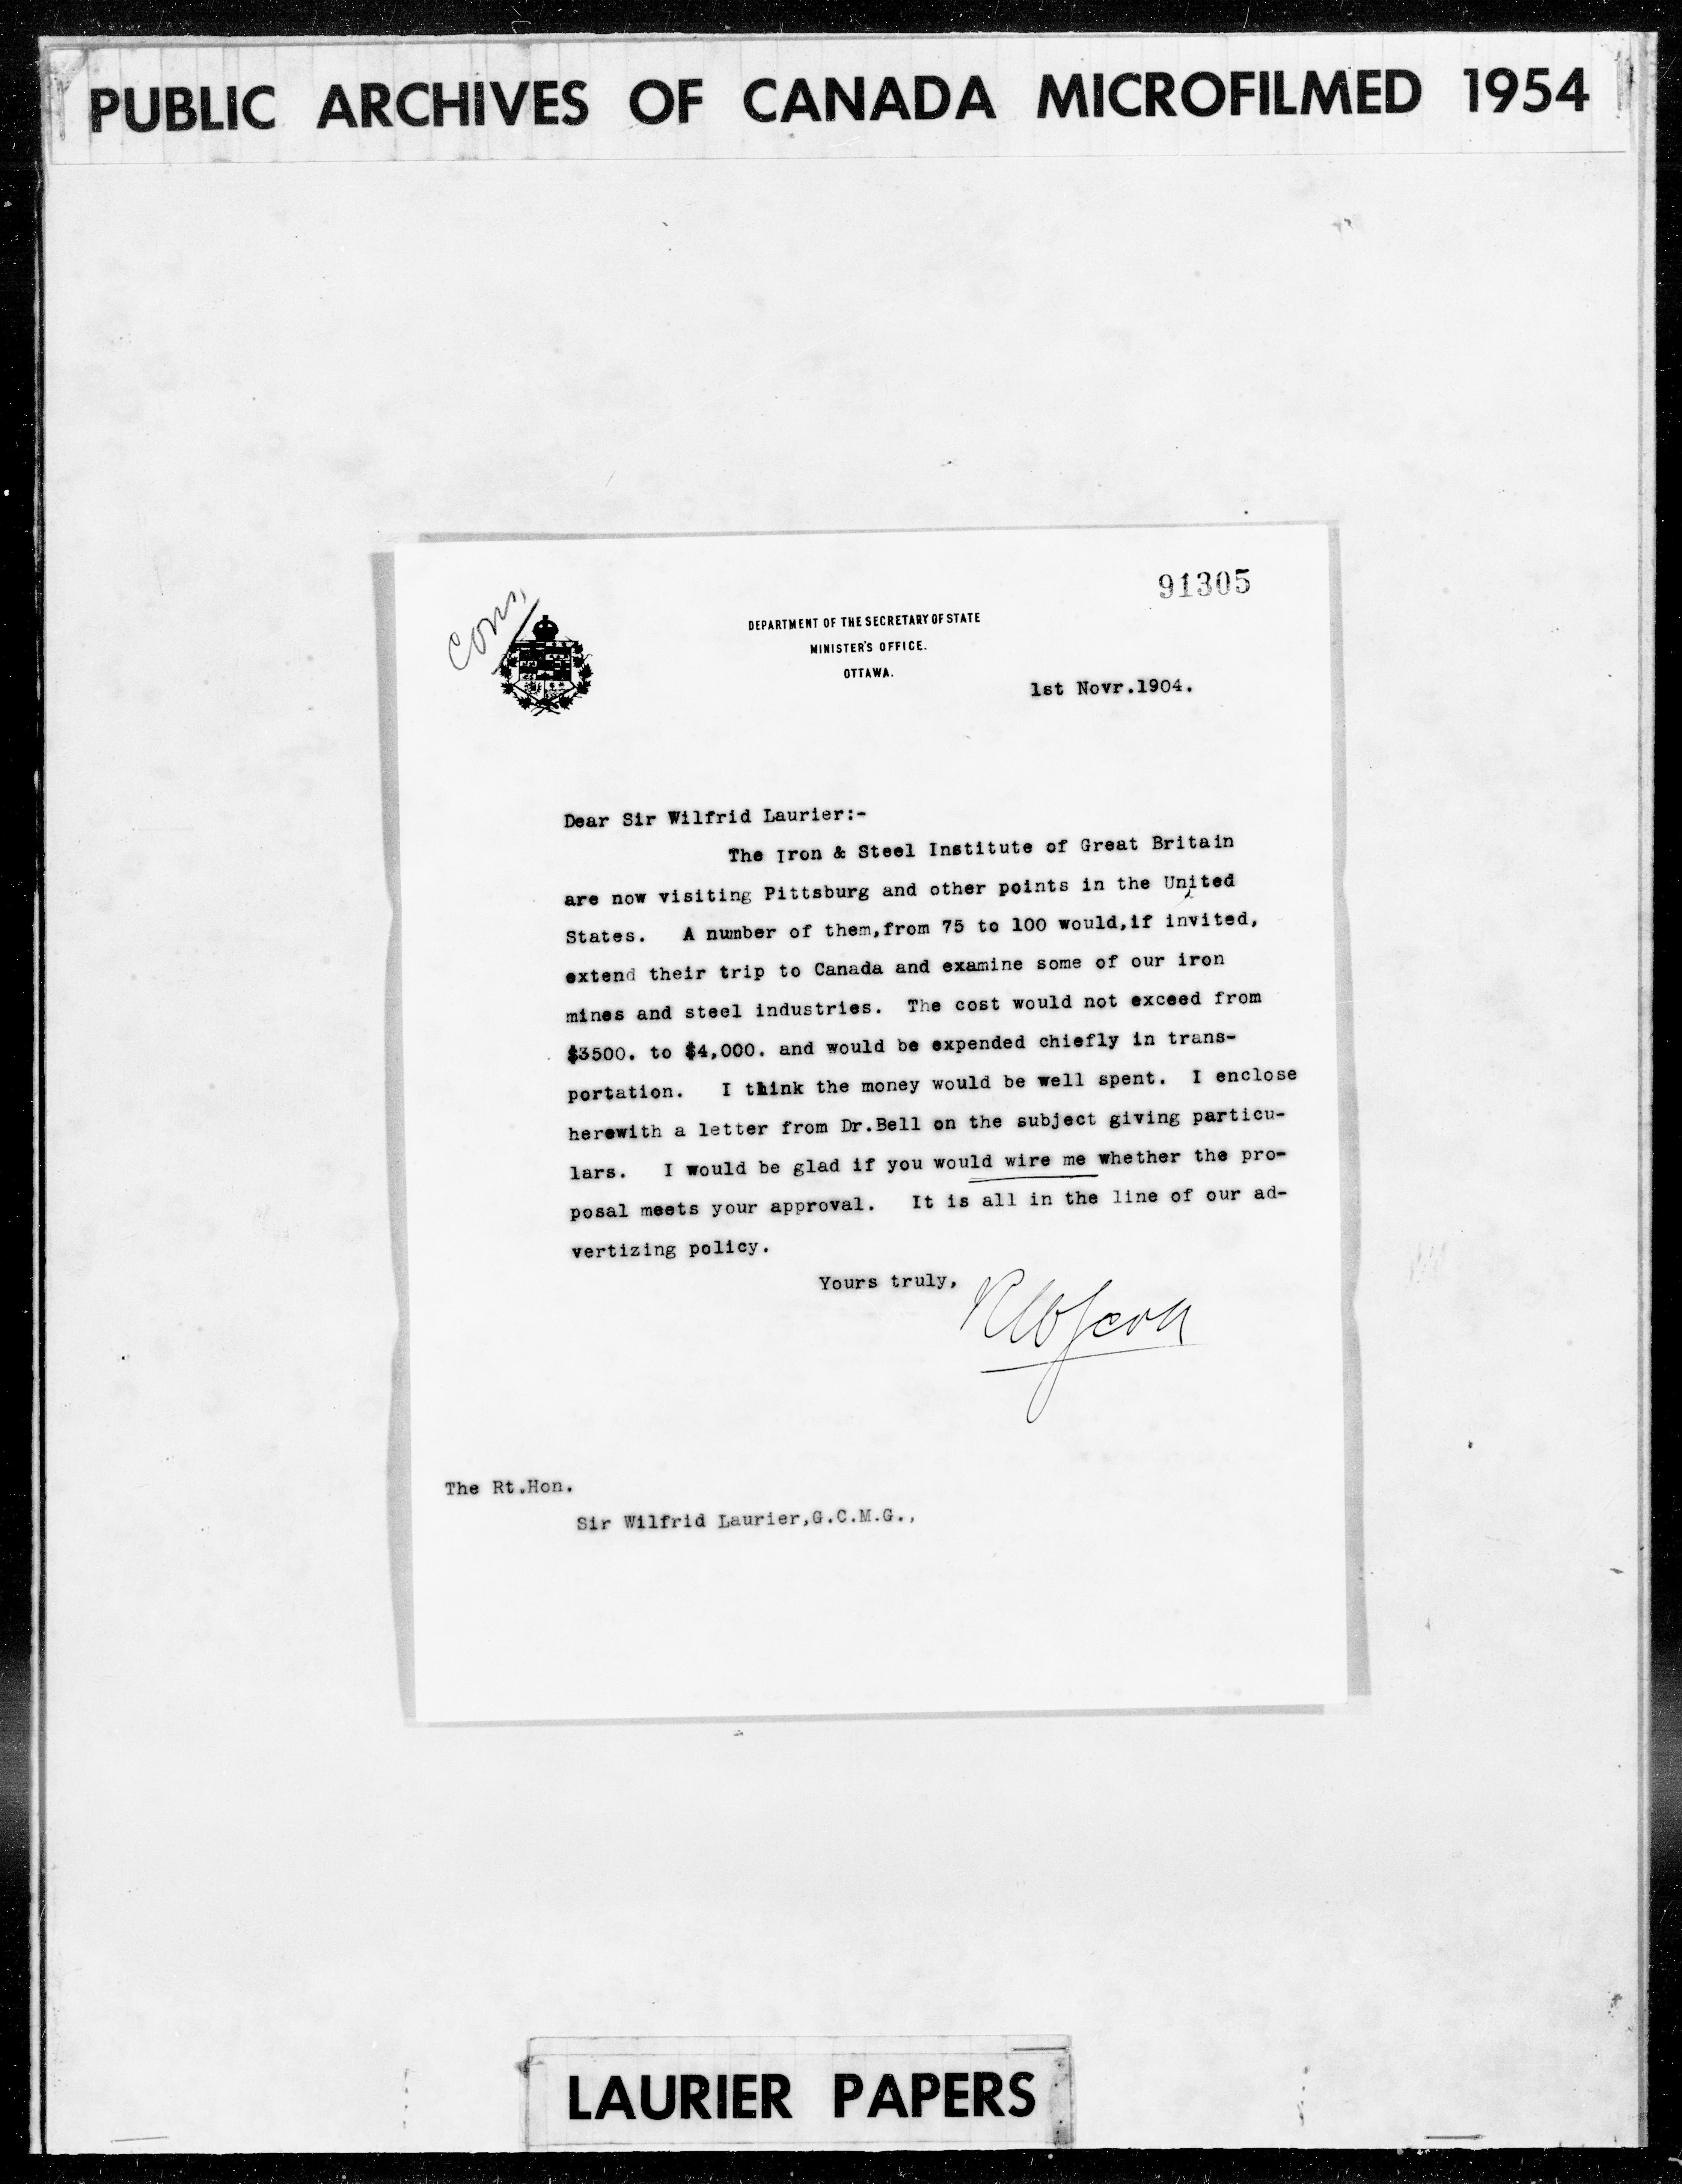 PUBLIC ARCHIVES OF CANADA MICROFILMED 1954
91305
Con,
DEPARTMENT OF THE SECRETARY OF STATE
MINISTER'S OFFICE.
OTTAWA.
1st Novr.1904.
Dear Sir Wilfrid Laurier:-
The Iron & Steel Institute of Great Britain
are now visiting Pittsburg and other points in the United
States. A number of them,from 75 to 100 would,if invited,
extend their trip to Canada and examine some of our iron
mines and steel industries. The cost would not exceed from
$3500. to $4,000. and would be expended chiefly in trans-
portation. I think the money would be well spent. I enclose
herewith a letter from Dr.Bell on the subject giving particu-
lars. I would be glad if you would wire me whether the pro-
posal meets your approval. It is all in the line of our ad-
vertizing policy.
Yours truly,
RWScott
The Rt.Hon.
Sir Wilfrid Laurier,G.C.M.G.,
LAURIER PAPERS